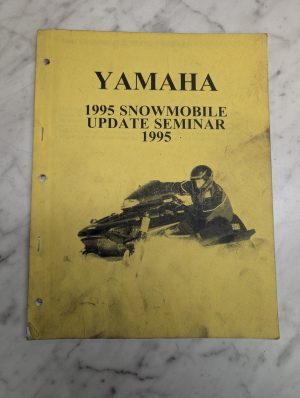 YAMAHA
1995 SNOWMOBILE
UPDATE SEMINAR
1995